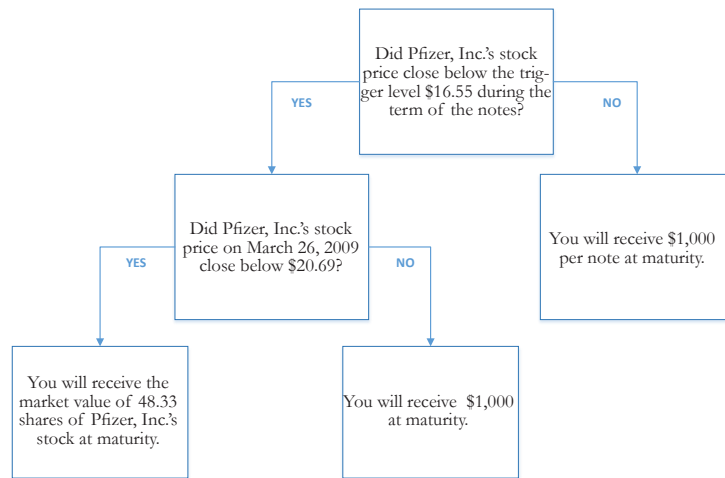 Did Pfizer, Inc.'s stock
price close below the trig-
ger level $16.55 during the
term of the notes?
YES
NO
Did Pfizer, Inc.'s stock
price on March 26, 2009
close below $20.69?
You will receive $1,000
per note at maturity.
YES
NO
You will receive the
market value of 48.33
shares of Pfizer, Inc.'s
stock at maturity.
You will receive $1,000
at maturity.